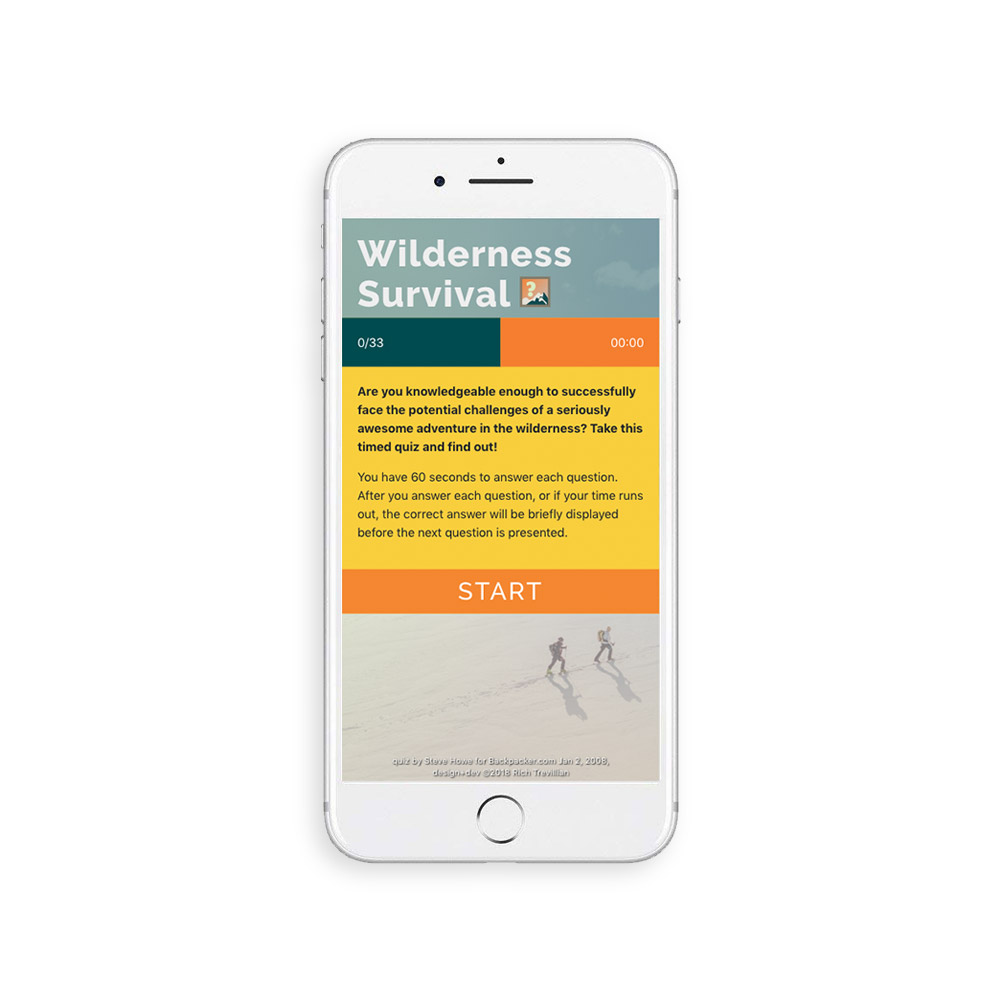 Wilderness
Survival
0/33
00:00
Are you knowledgeable enough to successfully
face the potential challenges of a seriously
awesome adventure in the wilderness? Take this
timed quiz and find out!
You have 60 seconds to answer each question.
After you answer each question, or if your time runs
out, the correct answer will be briefly displayed
before the next question is presented.
START
quiz by Steve Howe for Backpacker.com Jan 2, 2008,
design+dev ©2018 Rich Trevillian